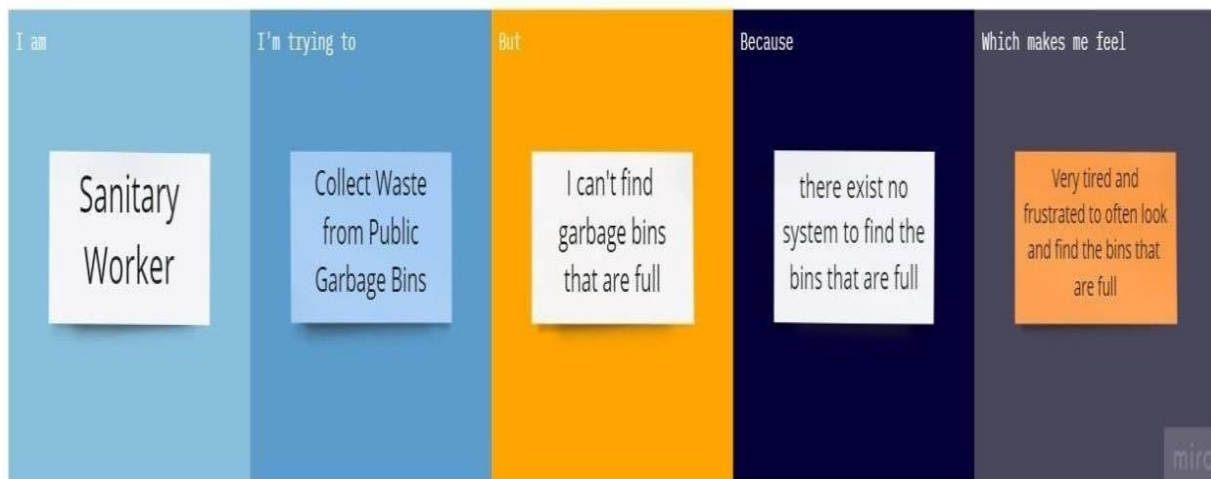 I am
I'm trying to
But
Because
Which makes me feel
Sanitary
Worker
Collect Waste
from Public
Garbage Bins
I can't find
garbage bins
that are full
there exist no
system to find the
bins that are full
Very tired and
frustrated to often look
and find the bins that
are full
miro